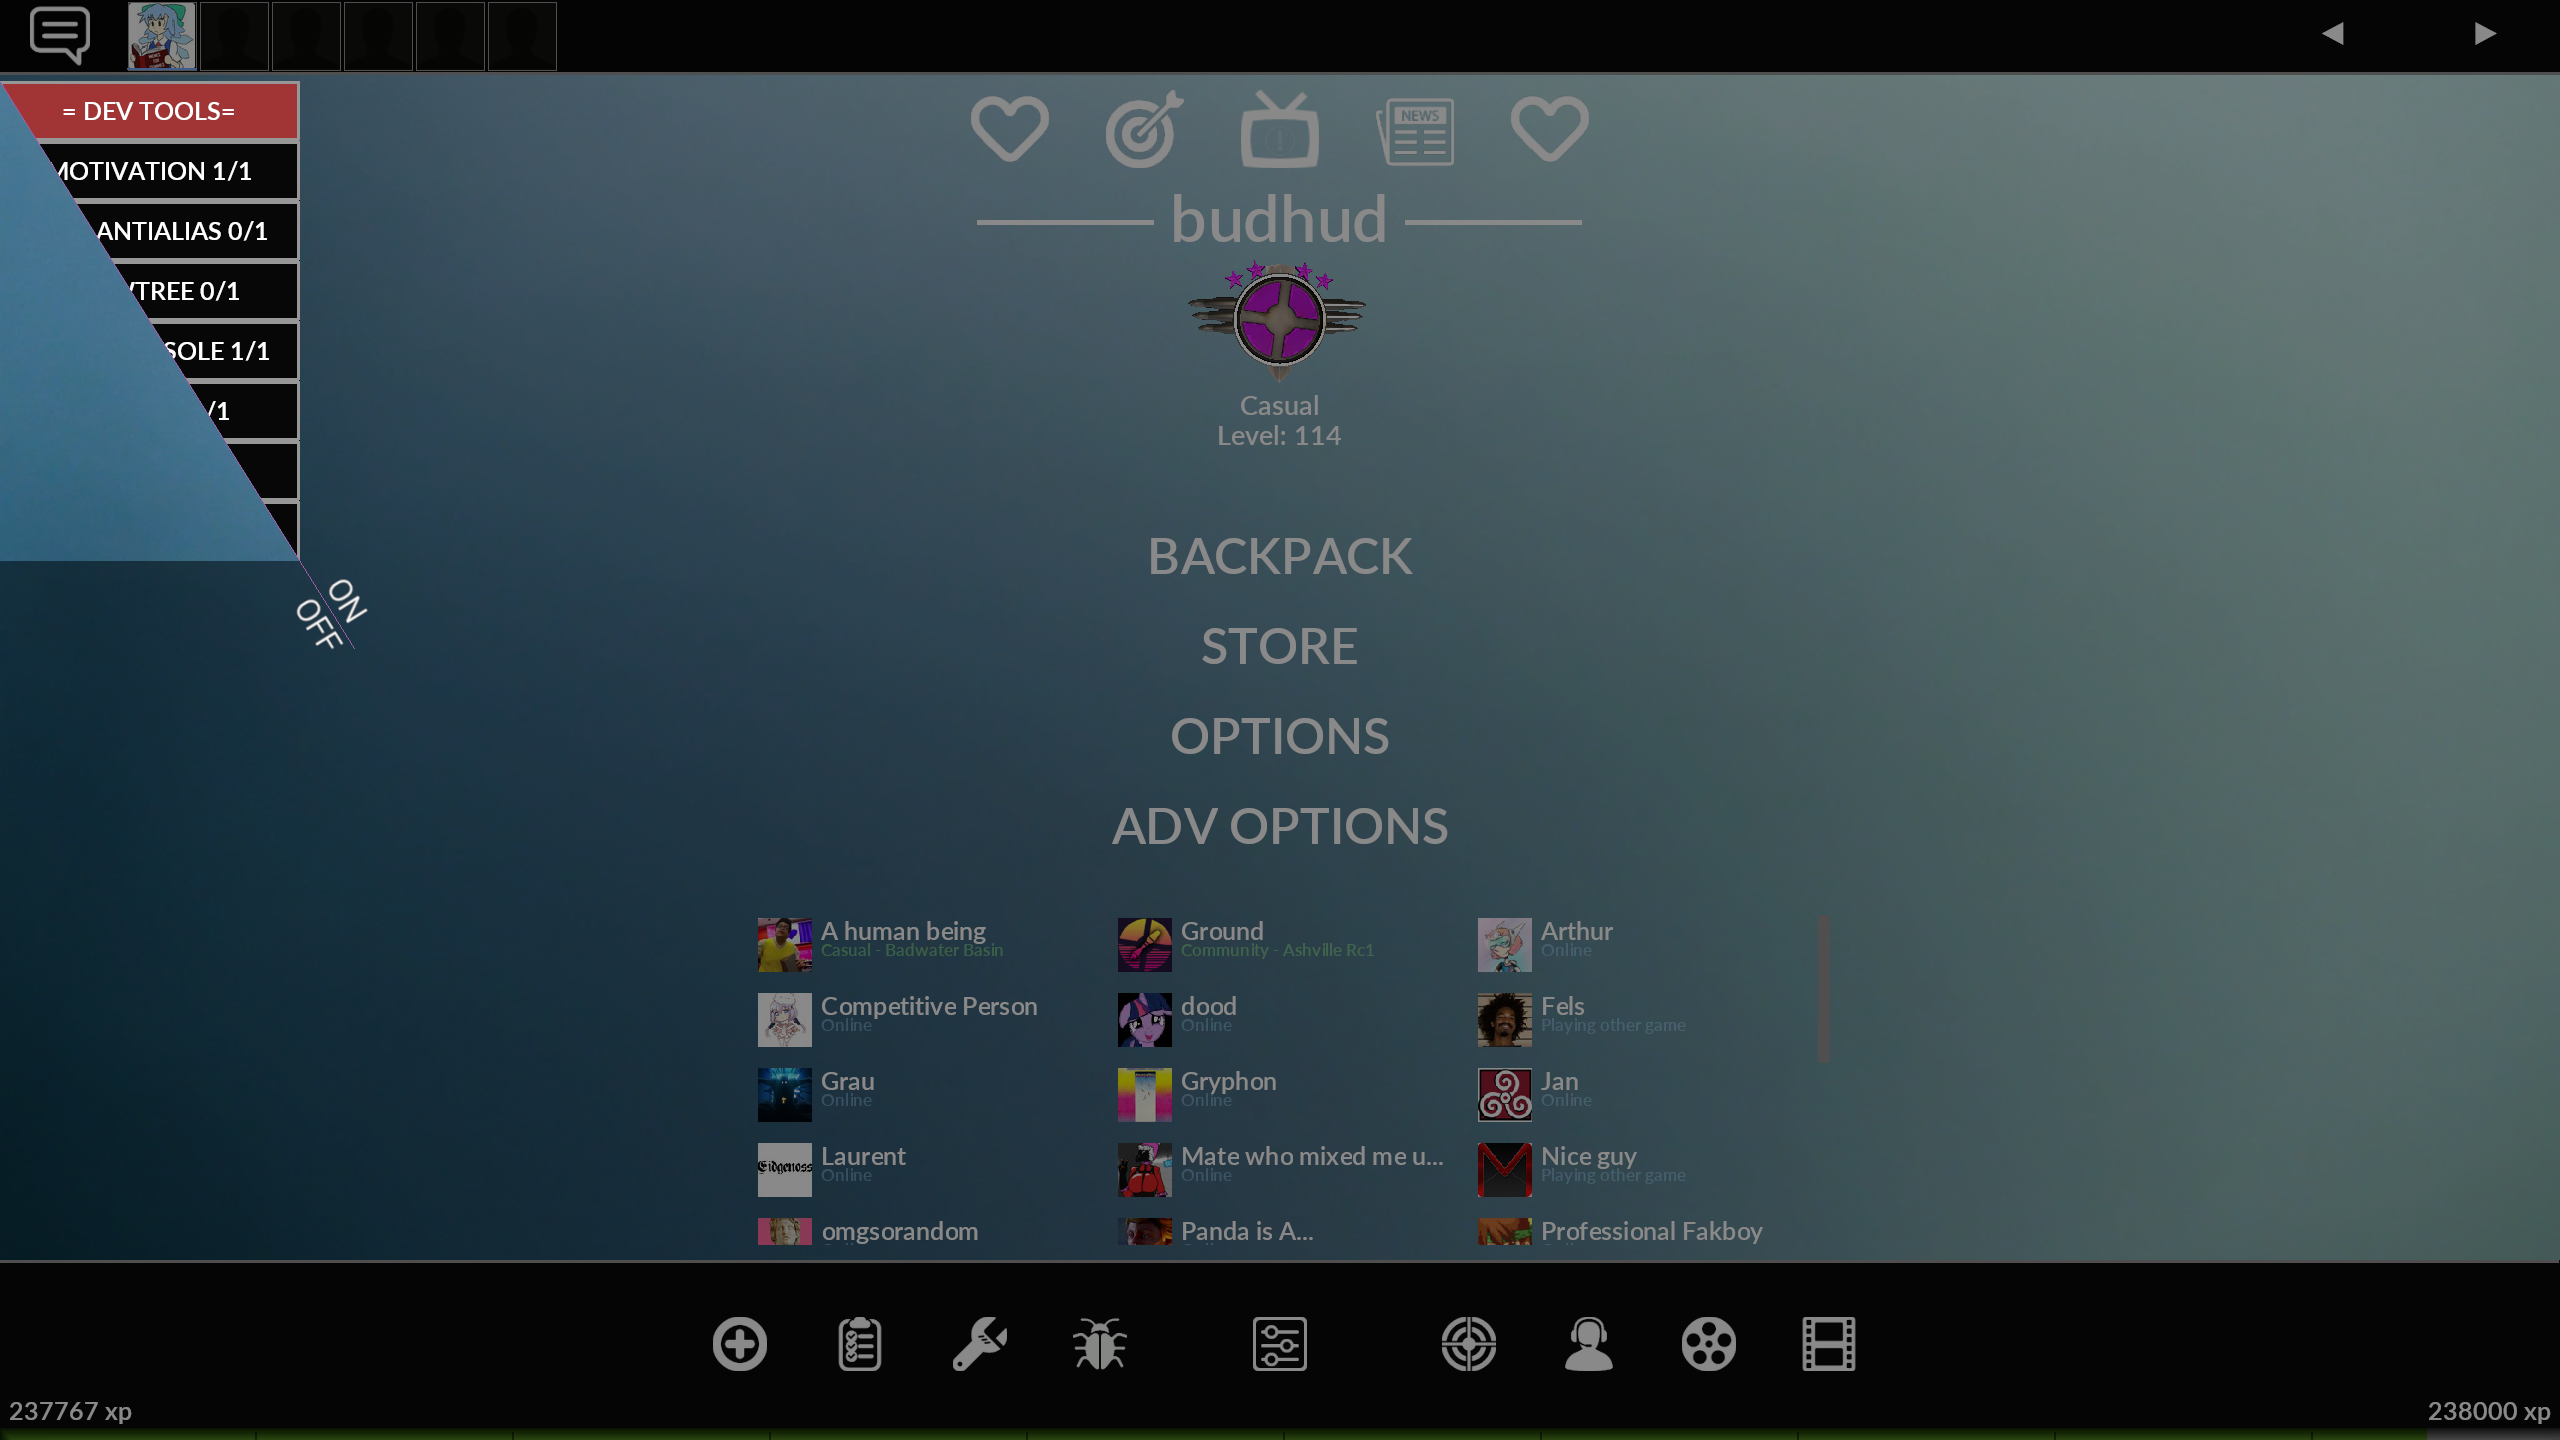 = DEV TOOLS=
MOTIVATION 1/1
ANTIALIAS 0/1
TREE 0/1
SOLE 1/1
/1
ON
OFF
NEWS
budhud
Casual
Level: 114
BACKPACK
STORE
OPTIONS
ADV OPTIONS
A human being
Casual - Badwater Basin
Ground
Community - Ashville Rc1
Arthur
Online
Competitive Person
Online
dood
Online
Fels
Playing other game
Grau
Online
Gryphon
Online
Jan
Online
Laurent
Online
Mate who mixed me u...
Online
Nice guy
Playing other game
Eidgenoss
omgsorandom
Panda is A...
Professional Fakboy
237767 xp
238000 xp